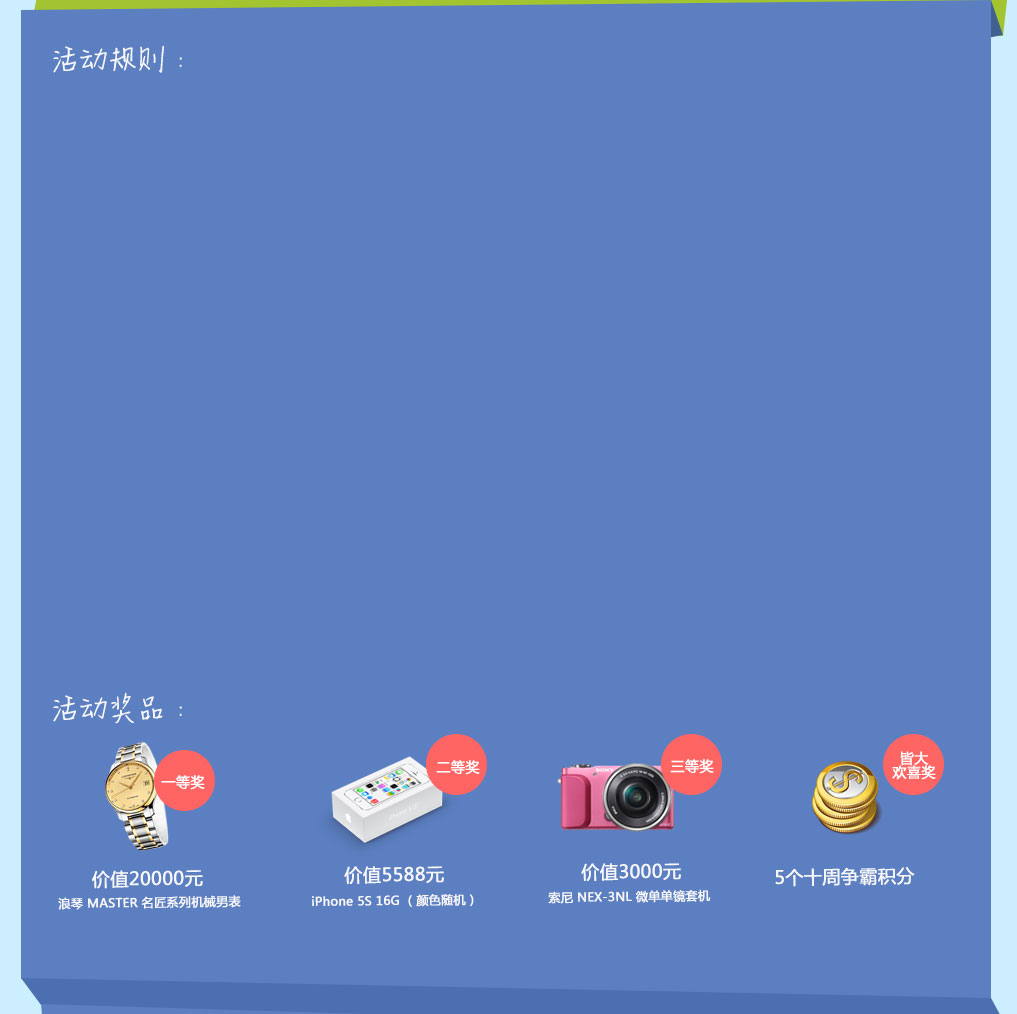 活动规则：
活动奖品：
一等奖
二等奖
三等奖
皆大
欢喜奖
价值20000元
浪琴 MASTER 名匠系列机械男表
价值5588元
iPhone 5S 16G（颜色随机）
价值3000元
索尼 NEX-3NL 微单单镜套机
5个十周争霸积分